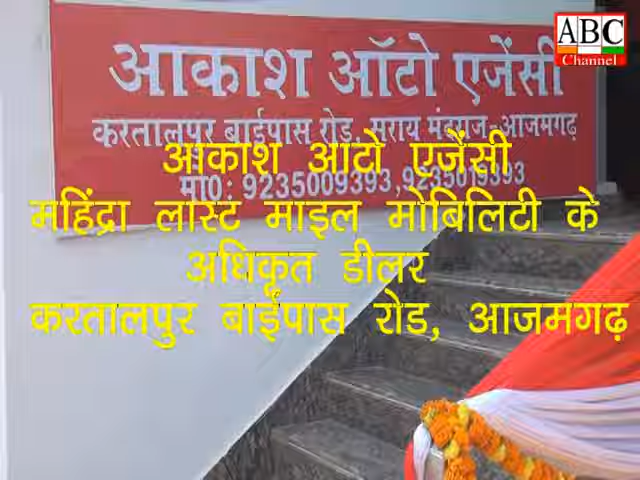 ABC
Channel
आकाश ऑटो एजेंसी
करतालपुर बाईपास रोड, सराय मंदराज-आजमगढ़
मो0: 9235009393,9235019393
आकाश आटो एजेंसी
महिंद्रा लास्ट माइल मोबिलिटी के
अधिकृत डीलर
करतालपुर बाईपास रोड, आजमगढ़